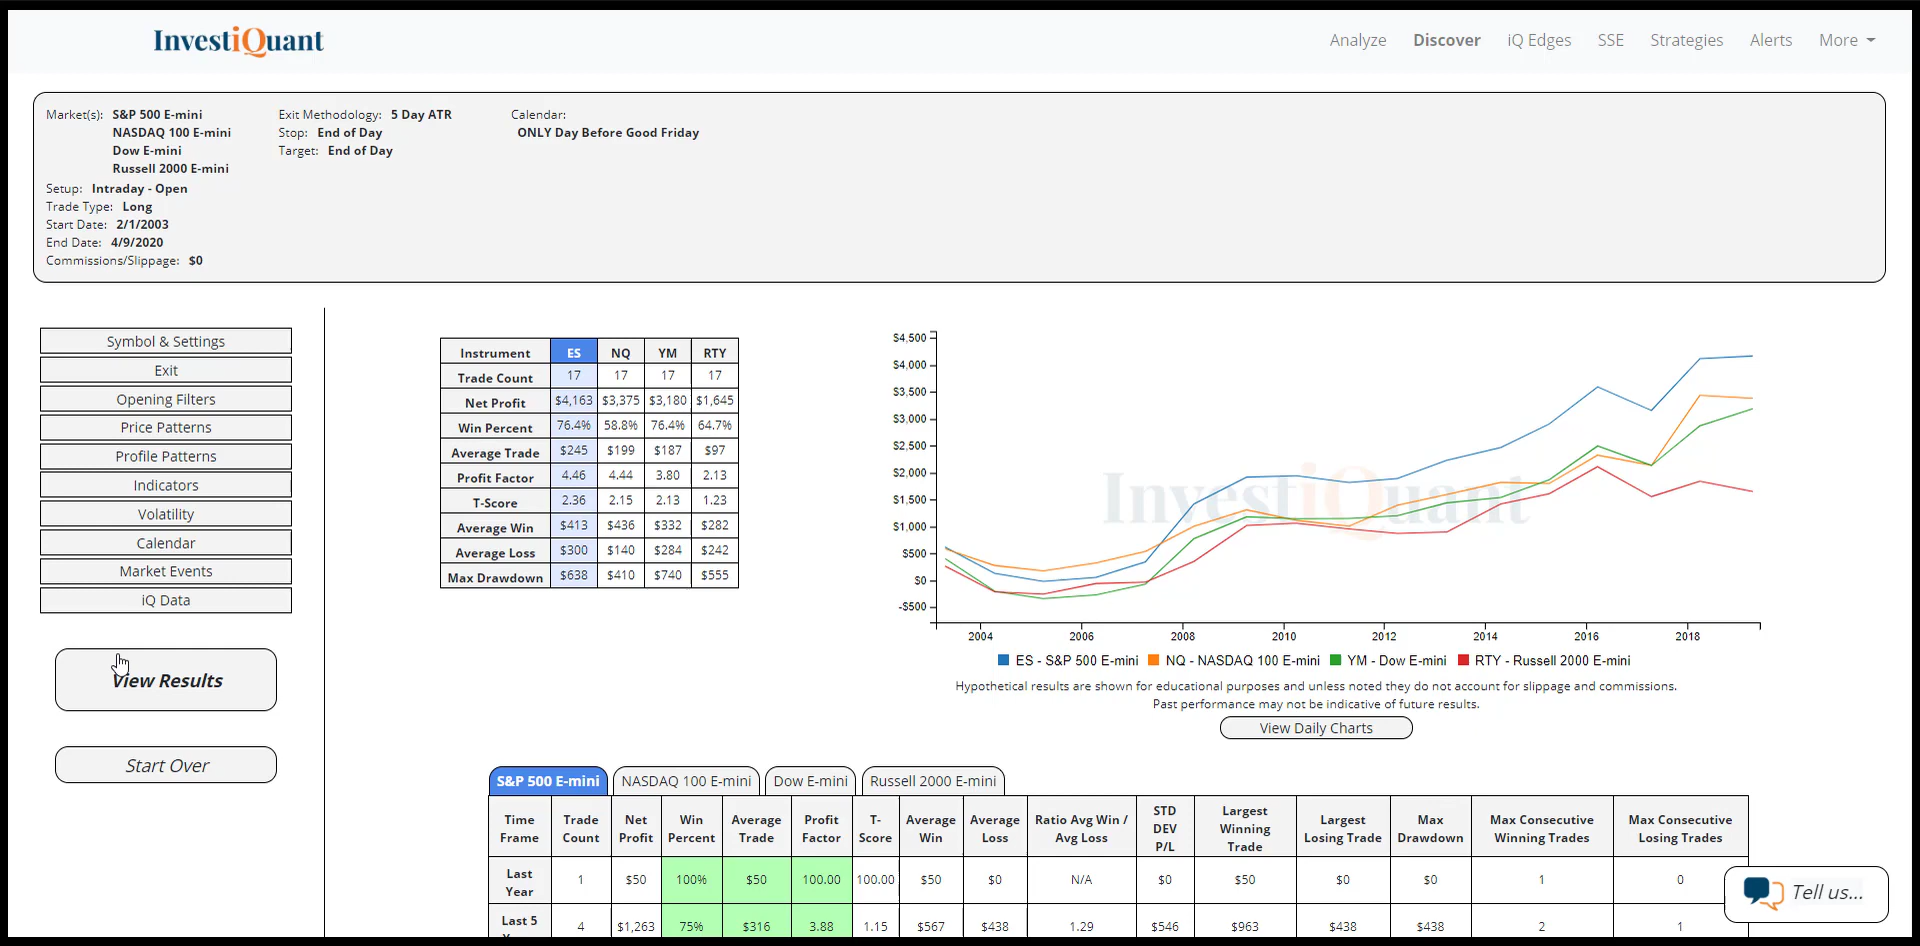 InvestiQuant
Analyze Discover iQ Edges SSE Strategies Alerts More
Market(s): S&P 500 E-mini
NASDAQ 100 E-mini
Dow E-mini
Russell 2000 E-mini
Setup: Intraday - Open
Trade Type: Long
Start Date: 2/1/2003
End Date: 4/9/2020
Commissions/Slippage: $0
Exit Methodology: 5 Day ATR
Stop: End of Day
Target: End of Day
Calendar:
ONLY Day Before Good Friday
Symbol & Settings
Exit
Opening Filters
Price Patterns
Profile Patterns
Indicators
Volatility
Calendar
Market Events
iQ Data
View Results
Start Over
Instrument ES NQ YM RTY
Trade Count 17 17 17 17
Net Profit $4,163 $3,375 $3,180 $1,645
Win Percent 76.4% 58.8% 76.4% 64.7%
Average Trade $245 $199 $187 $97
Profit Factor 4.46 4.44 3.80 2.13
T-Score 2.36 2.15 2.13 1.23
Average Win $413 $436 $332 $282
Average Loss $300 $140 $284 $242
Max Drawdown $638 $410 $740 $555
$4,500
$4,000
$3,500
$3,000
$2,500
$2,000
$1,500
$1,000
$500
$0
-$500
InvestiQuant
2004 2006 2008 2010 2012 2014 2016 2018
ES - S&P 500 E-mini NQ - NASDAQ 100 E-mini YM - Dow E-mini RTY - Russell 2000 E-mini
Hypothetical results are shown for educational purposes and unless noted they do not account for slippage and commissions.
Past performance may not be indicative of future results.
View Daily Charts
S&P 500 E-mini NASDAQ 100 E-mini Dow E-mini Russell 2000 E-mini
Time Frame Trade Count Net Profit Win Percent Average Trade Profit Factor T-Score Average Win Average Loss Ratio Avg Win / Avg Loss STD DEV P/L Largest Winning Trade Largest Losing Trade Max Drawdown Max Consecutive Winning Trades Max Consecutive Losing Trades
Last Year 1 $50 100% $50 100.00 100.00 $50 $0 N/A $0 $50 $0 $0 1 0
Last 5 4 $1,263 75% $316 3.88 1.15 $567 $438 1.29 $546 $963 $438 $438 2 1
Tell us...